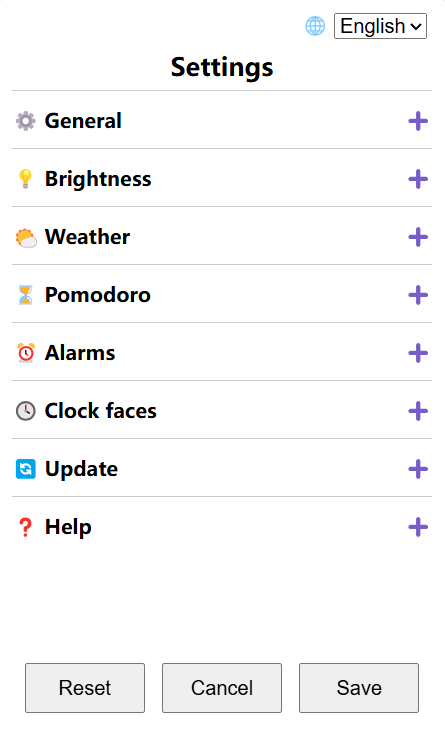 English
Settings
General
Brightness
Weather
Pomodoro
Alarms
Clock faces
Update
Help
Reset Cancel Save